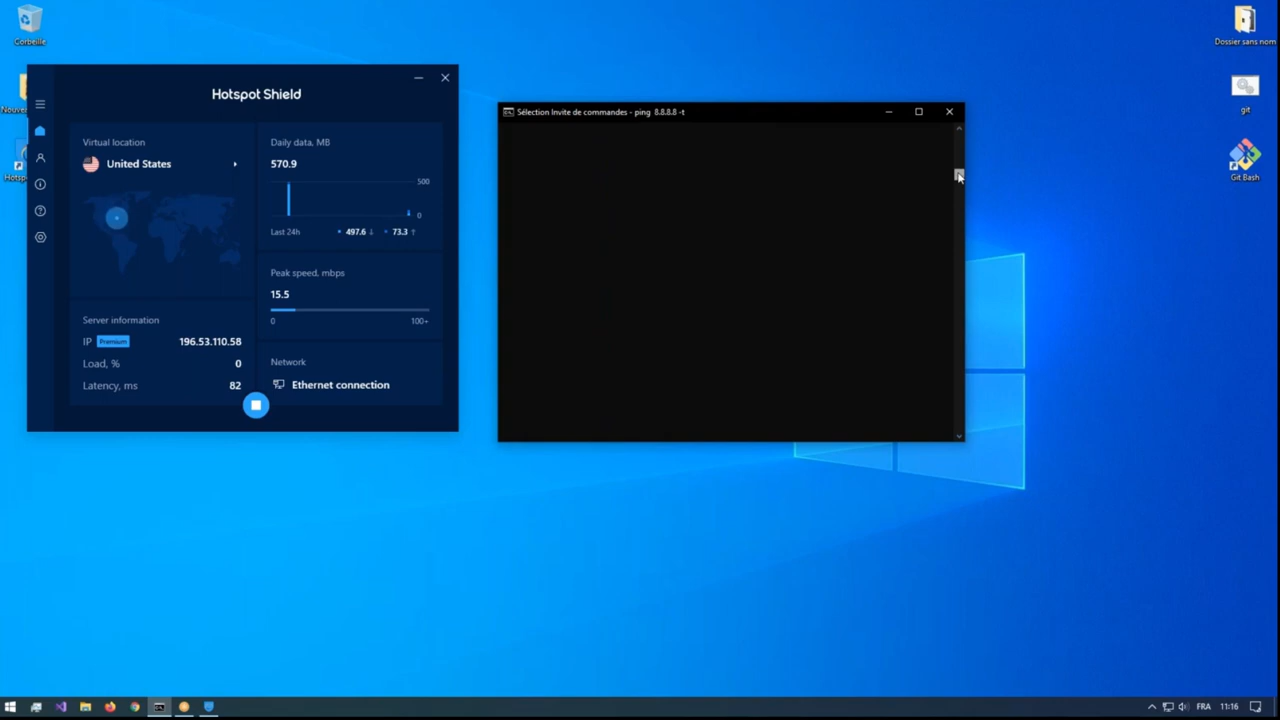 Corbeille
Dossier sans nom
Hotspot Shield
Sélection Invite de commandes - ping 8.8.8.8 -t
Nouvea
git
Virtual location
United States
Daily data, MB
570.9
500
0
Last 24h
497.6 ↓
73.3 ↑
Hotsp
Git Bash
Peak speed, mbps
15.5
0
100+
Server information
IP Premium 196.53.110.58
Load, % 0
Latency, ms 82
Network
Ethernet connection
FRA
11:16